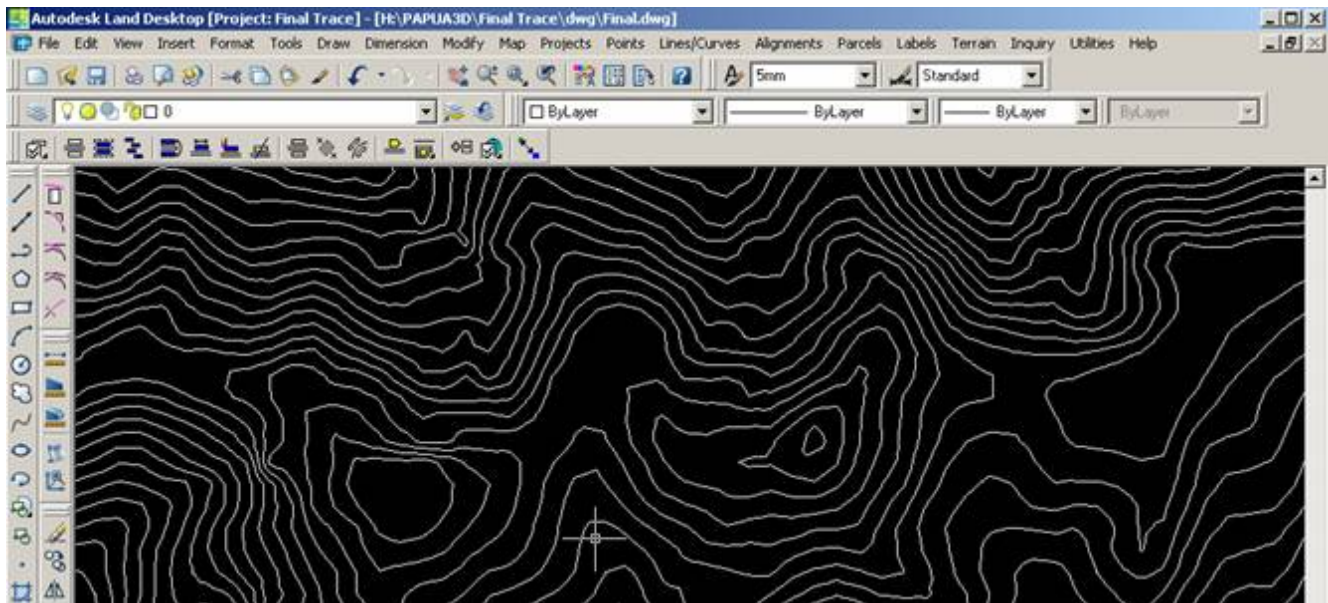 Autodesk Land Desktop [Project: Final Trace] - [H:\PAPUA3D\Final Trace\dwg\Final.dwg]
File Edit View Insert Format Tools Draw Dimension Modify Map Projects Points Lines/Curves Alignments Parcels Labels Terrain Inquiry Utilities Help
5mm Standard
0 ByLayer ByLayer ByLayer ByLayer